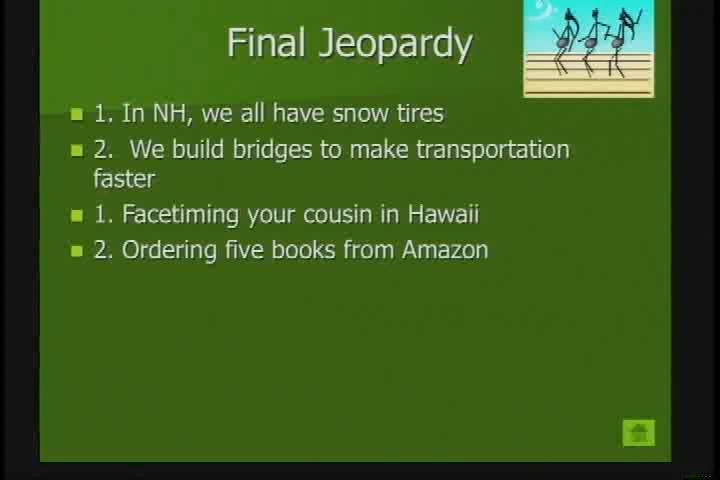 Final Jeopardy
1. In NH, we all have snow tires
2. We build bridges to make transportation
faster
1. Facetiming your cousin in Hawaii
2. Ordering five books from Amazon